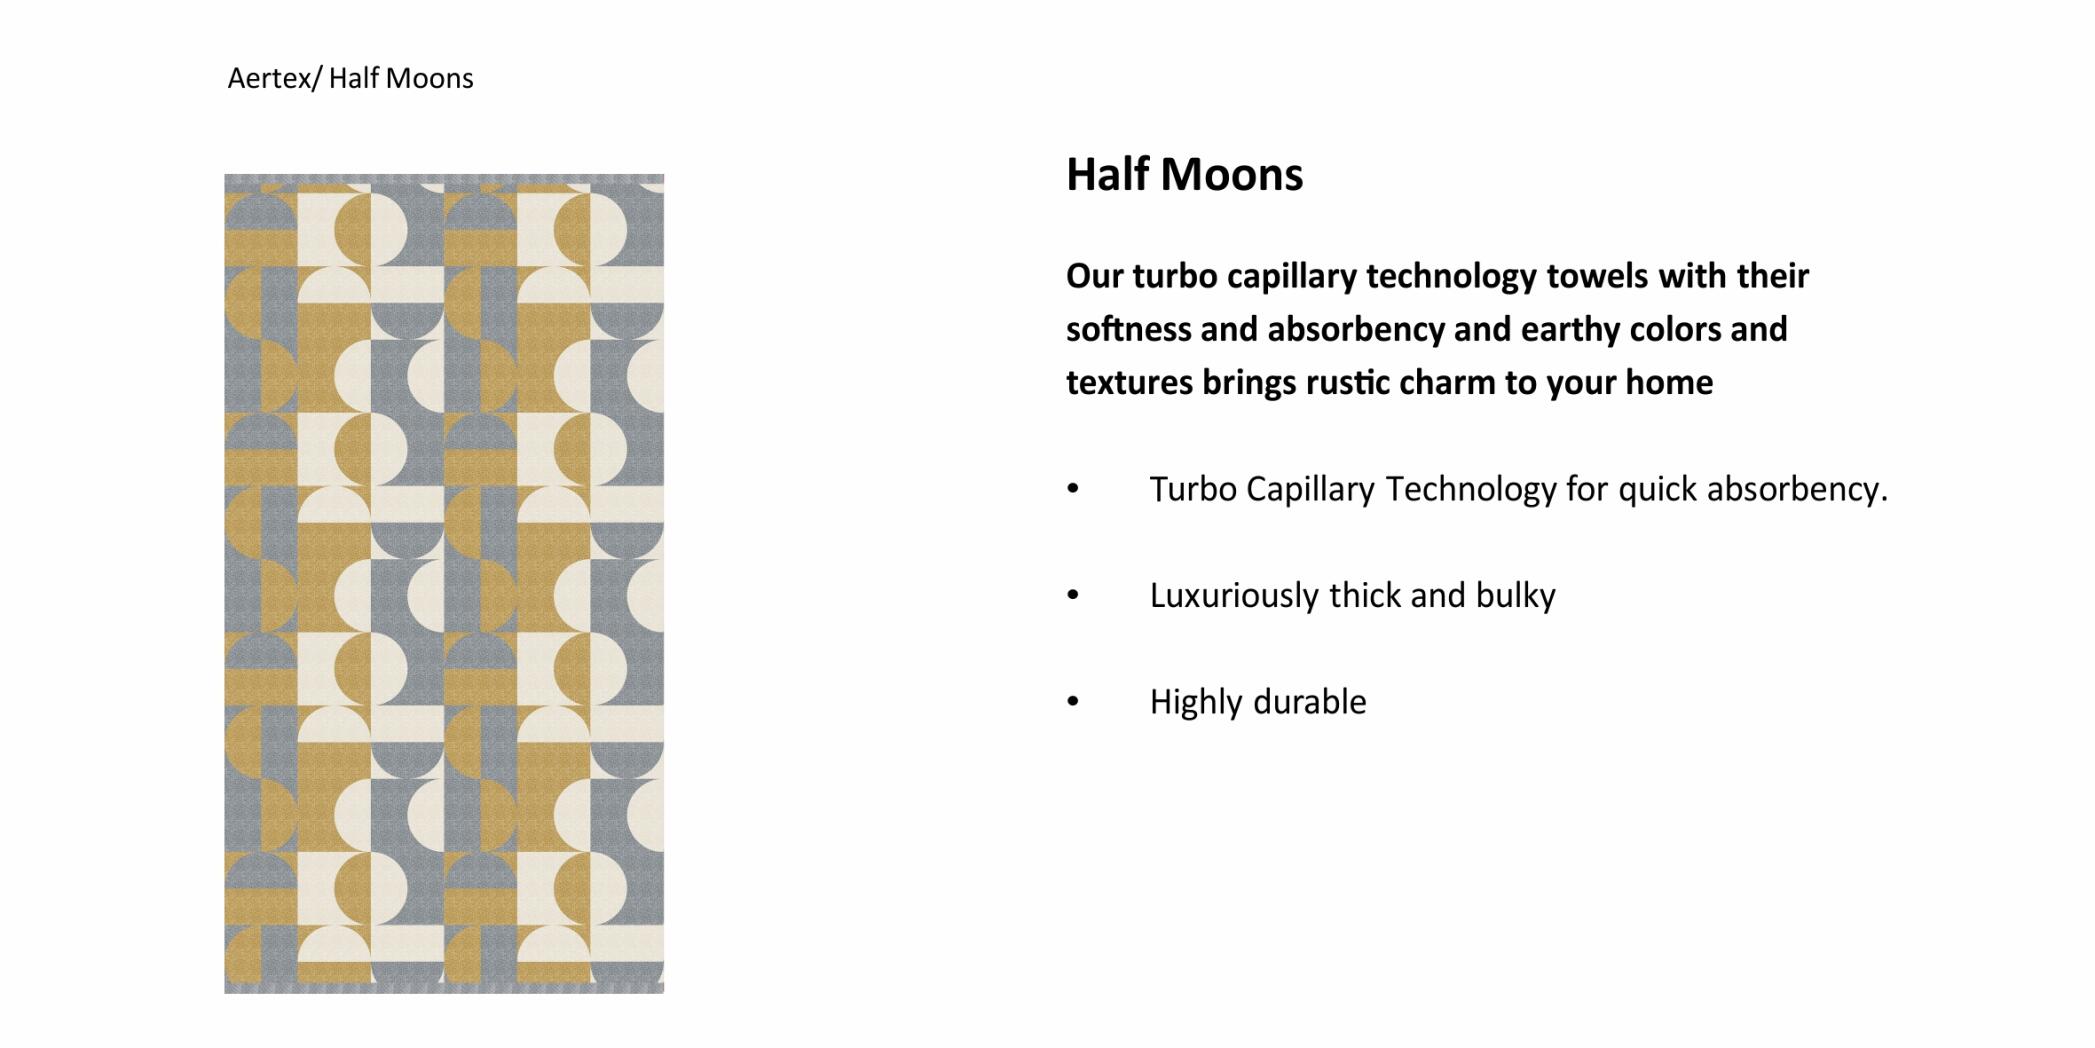 Aertex/ Half Moons
Half Moons
Our turbo capillary technology towels with their
softness and absorbency and earthy colors and
textures brings rustic charm to your home
• Turbo Capillary Technology for quick absorbency.
• Luxuriously thick and bulky
• Highly durable